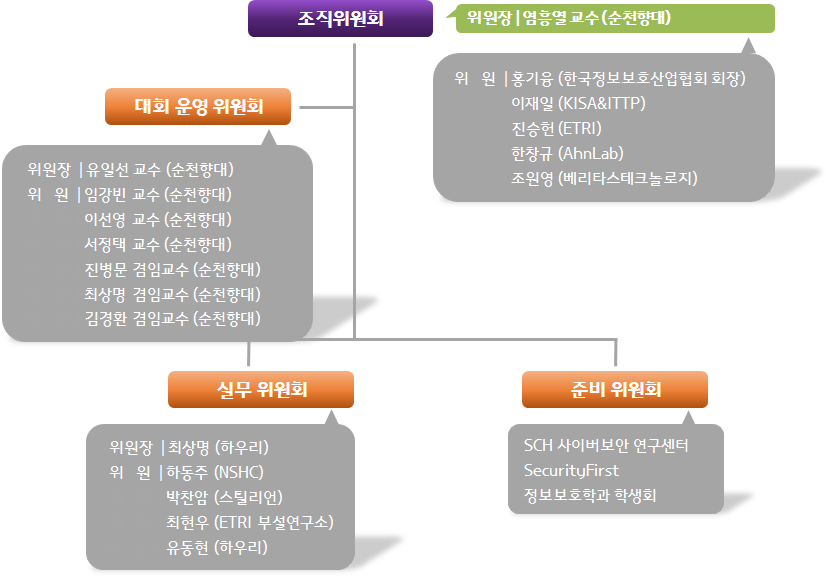 조직위원회
위원장 | 염흥열 교수 (순천향대)
위 원 | 홍기융 (한국정보보호산업협회 회장)
이재일 (KISA&ITTP)
진승헌 (ETRI)
한창규 (AhnLab)
조원영 (베리타스테크놀로지)
대회 운영 위원회
위원장 | 유일선 교수 (순천향대)
위 원 | 임강빈 교수 (순천향대)
이선영 교수 (순천향대)
서정택 교수 (순천향대)
진병문 겸임교수 (순천향대)
최상명 겸임교수 (순천향대)
김경환 겸임교수 (순천향대)
실무 위원회
위원장 | 최상명 (하우리)
위 원 | 하동주 (NSHC)
박찬암 (스틸리언)
최현우 (ETRI 부설연구소)
유동현 (하우리)
준비 위원회
SCH 사이버보안 연구센터
SecurityFirst
정보보호학과 학생회